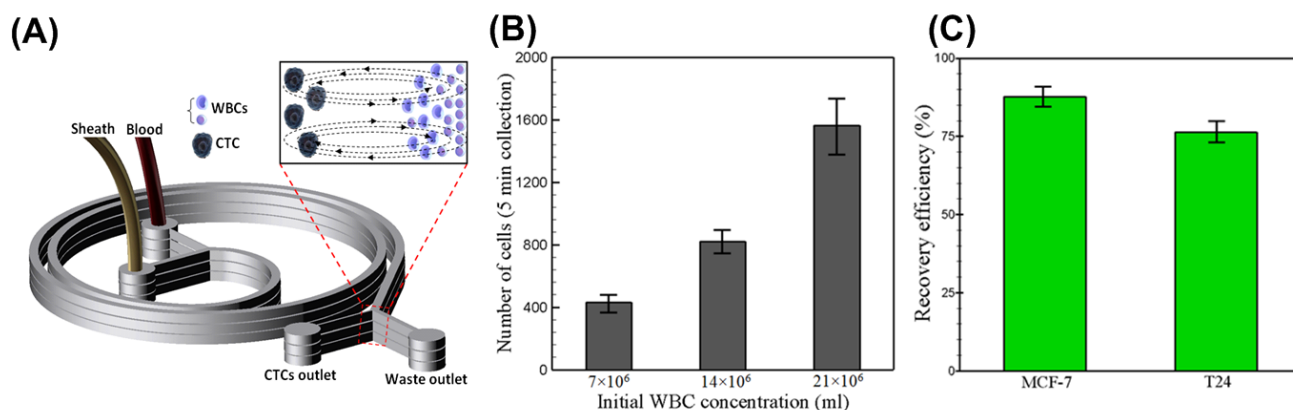 (A)
WBCs
CTC
Sheath
Blood
CTCs outlet
Waste outlet
(B)
Number of cells (5 min collection)
2000
1600
1200
800
400
0
7×10⁶
14×10⁶
21×10⁶
Initial WBC concentration (ml)
(C)
Recovery efficiency (%)
100
75
50
25
0
MCF-7
T24